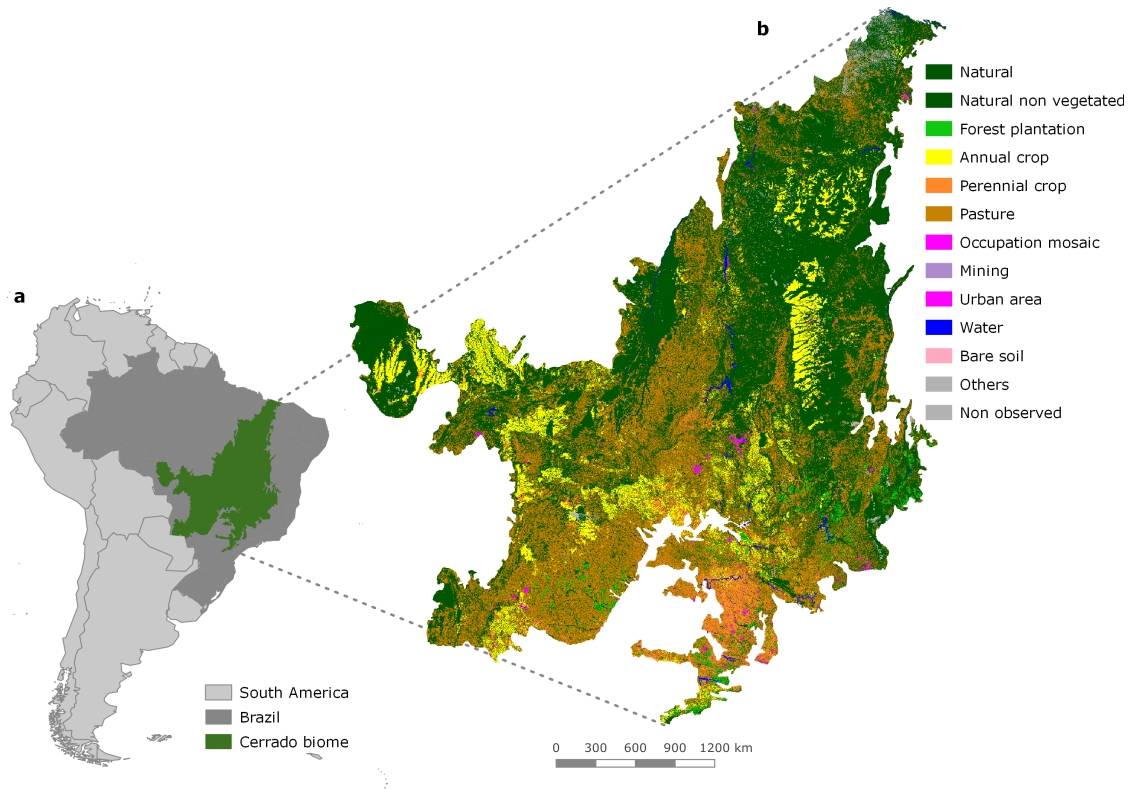 b
Natural
Natural non vegetated
Forest plantation
Annual crop
Perennial crop
Pasture
Occupation mosaic
Mining
Urban area
Water
Bare soil
Others
Non observed
a
South America
Brazil
Cerrado biome
0 300 600 900 1200 km